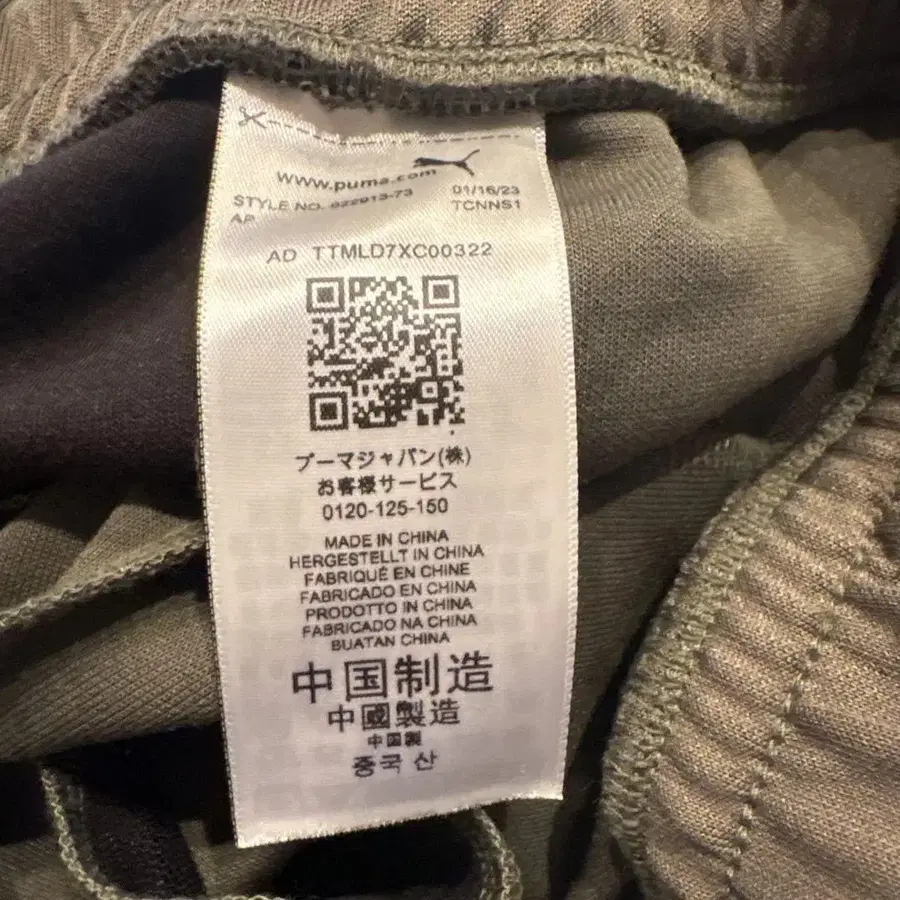 www.puma.com
STYLE NO. 622913-73 01/16/23
AP TCNNS1
AD TTMLD7XC00322
プーマジャパン(株)
お客様サービス
0120-125-150
MADE IN CHINA
HERGESTELLT IN CHINA
FABRIQUÉ EN CHINE
FABRICADO EN CHINA
PRODOTTO IN CHINA
FABRICADO NA CHINA
BUATAN CHINA
中国制造
中國製造
中国製
중국 산